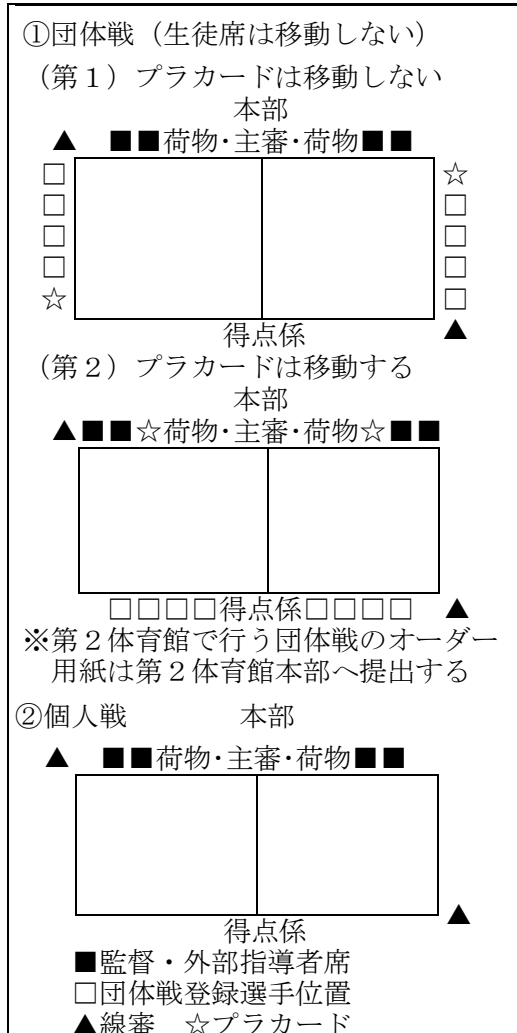 ①団体戦（生徒席は移動しない）
（第１）プラカードは移動しない
本部
▲　■■荷物・主審・荷物■■
□　☆
□　□
□　□
□　□
☆　□
得点係　▲
（第２）プラカードは移動する
本部
▲■■☆荷物・主審・荷物☆■■
□□□□得点係□□□□　▲
※第２体育館で行う団体戦のオーダー
用紙は第２体育館本部へ提出する
②個人戦　本部
▲　■■荷物・主審・荷物■■
▲
得点係
■監督・外部指導者席
□団体戦登録選手位置
▲線審　☆プラカード